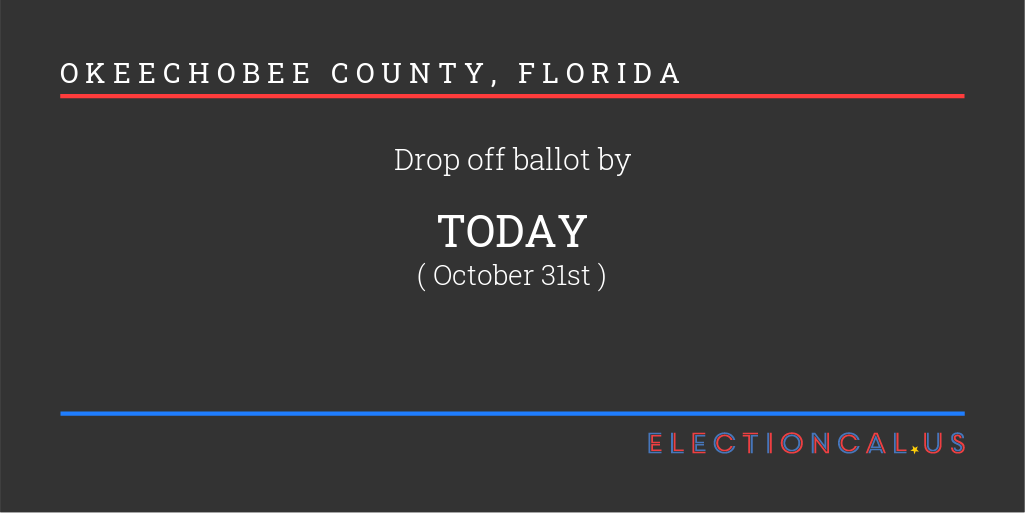 OKEECHOBEE COUNTY, FLORIDA
Drop off ballot by
TODAY
( October 31st )
ELECTIONCAL.US